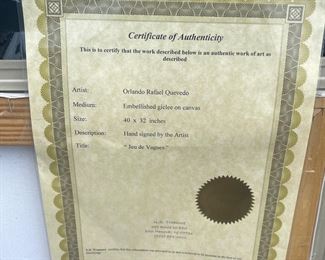 Certificate of Authenticity
This is to certify that the work described below is an authentic work of art as
described
Artist: Orlando Rafael Quevedo
Medium: Embellished giclee on canvas
Size: 40 x 32 inches
Description: Hand signed by the Artist
Title: "Jeu de Vagues"